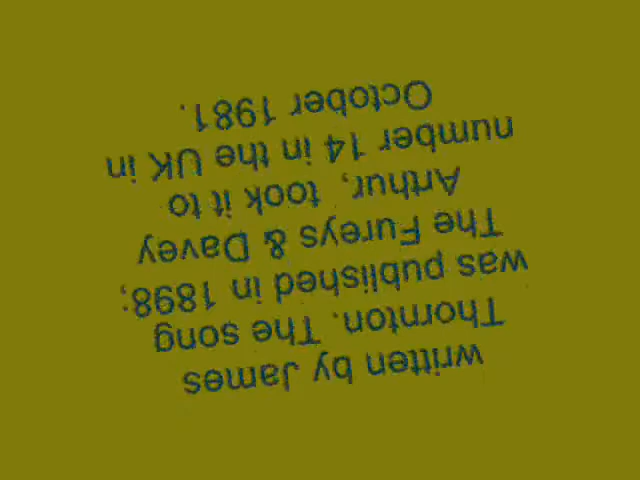 written by James
Thornton. The song
was published in 1898;
The Fureys & Davey
Arthur, took it to
number 14 in the UK in
October 1981.